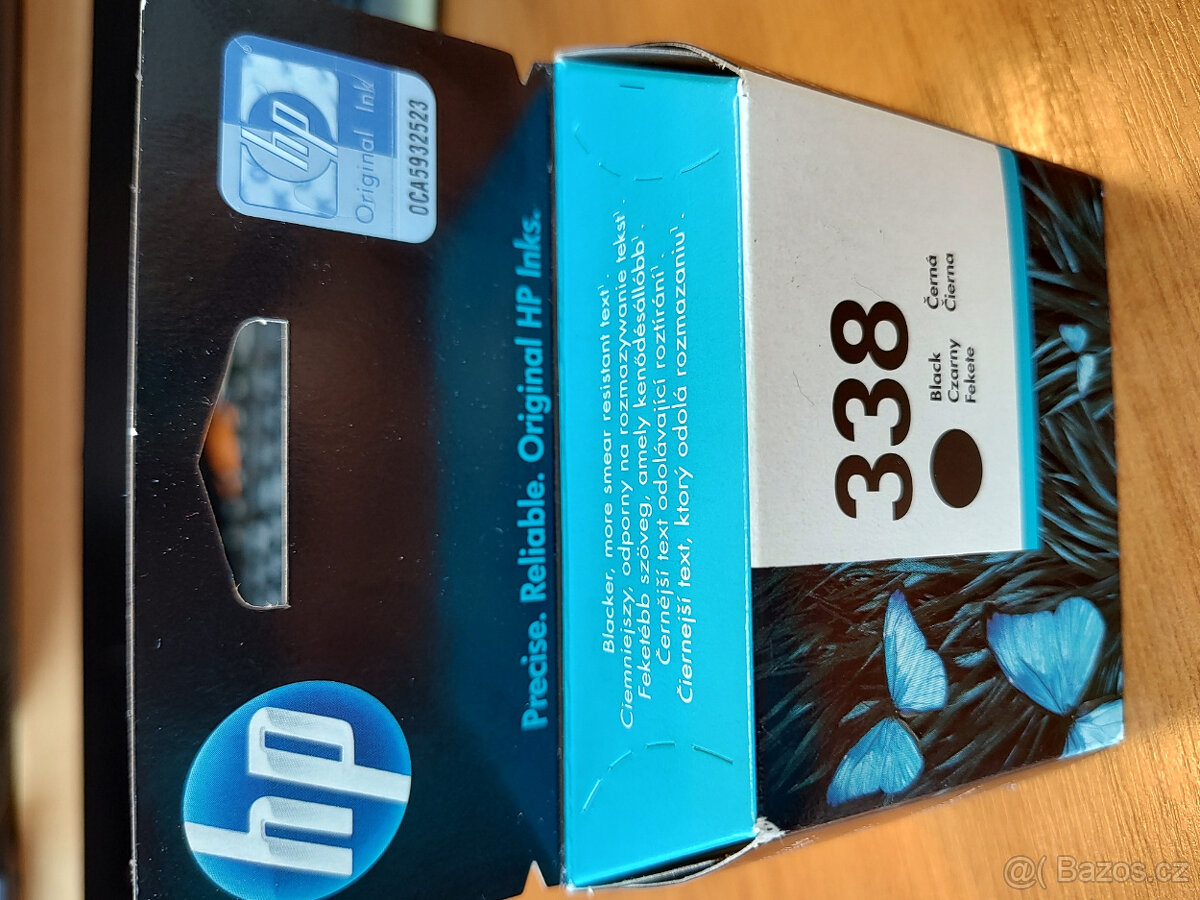 hp
hp
Original Ink
0CA5932523
Precise. Reliable. Original HP Inks.
Blacker, more smear resistant text¹.
Ciemniejszy, odporny na rozmazywanie tekst¹.
Feketébb szöveg, amely kenődésállóbb¹.
Černější text odolávající roztírání¹.
Čiernejší text, ktorý odolá rozmazaniu¹.
338
Black Černá
Czarny Čierna
Fekete
@( Bazos.cz